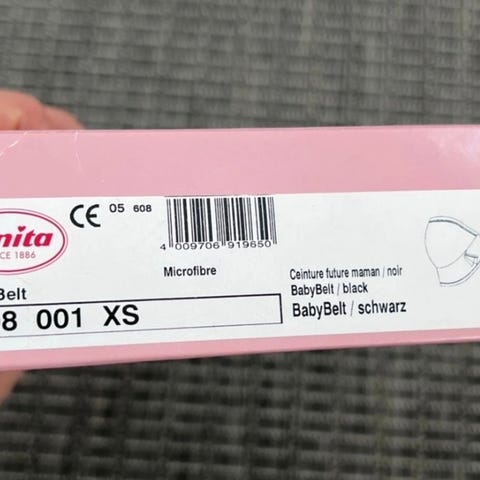 nita
CE 1886
CE 05 608
4 009706 919650
Microfibre
Belt
8 001 XS
Ceinture future maman / noir
BabyBelt / black
BabyBelt / schwarz